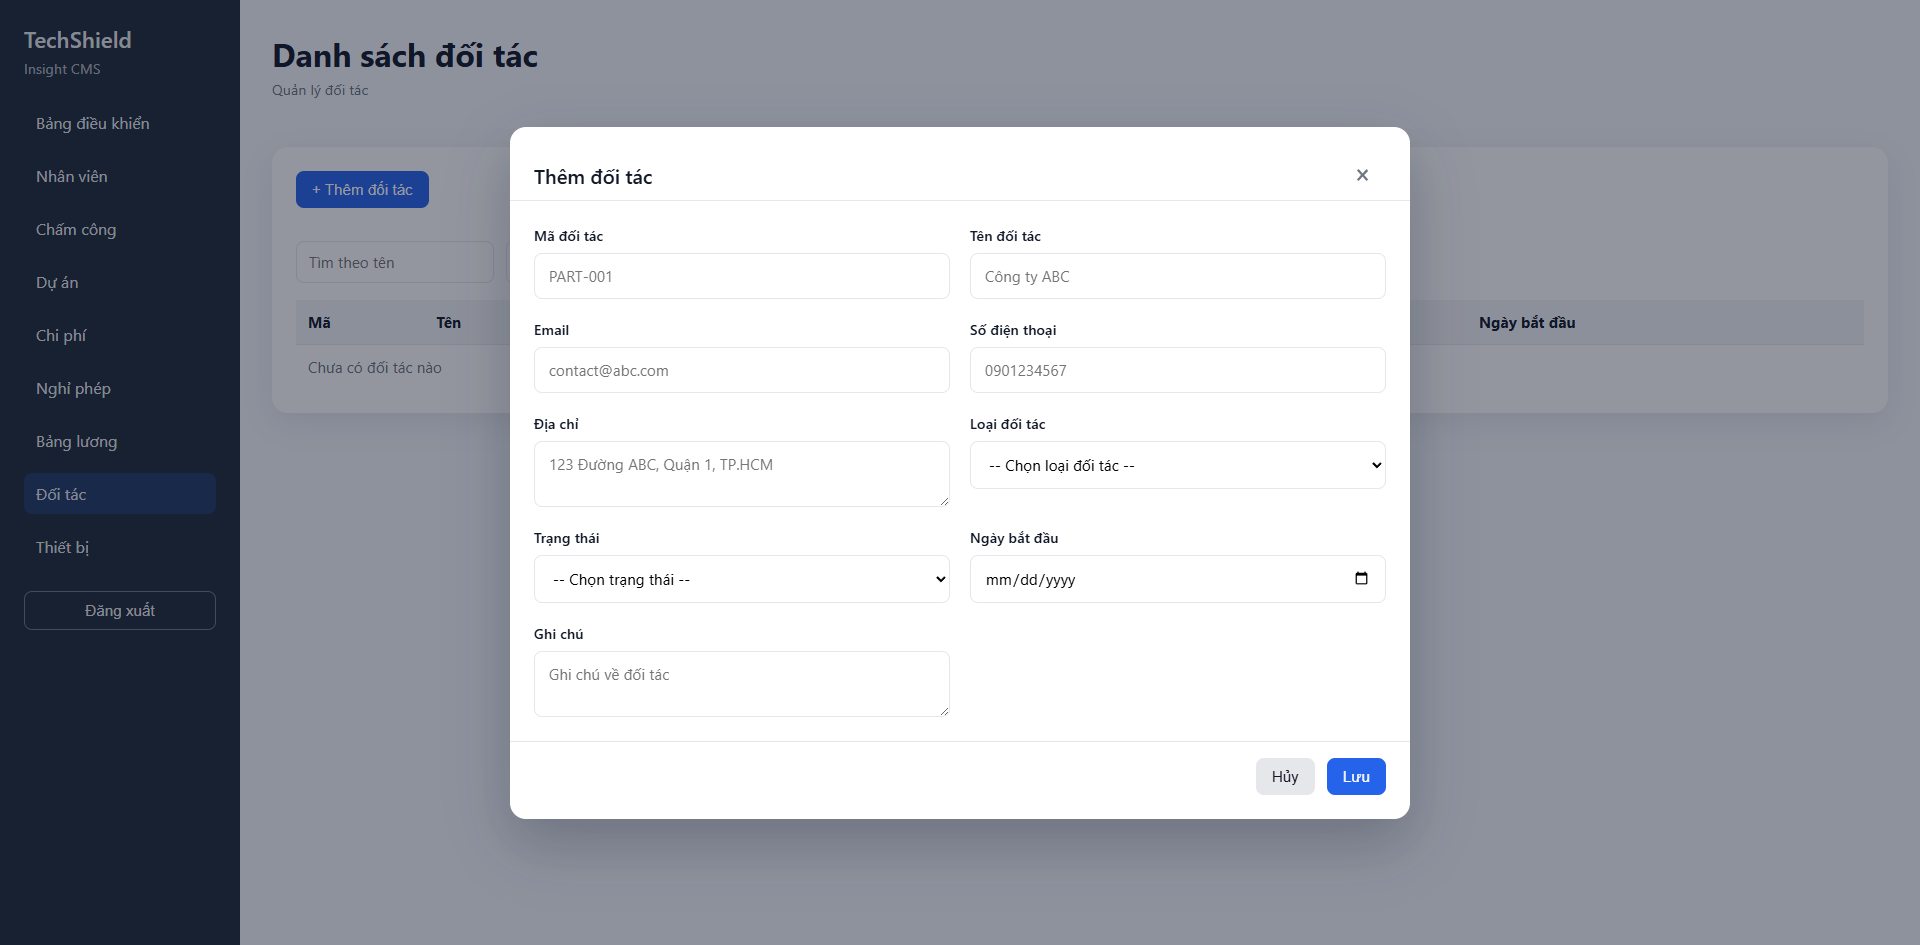 TechShield
Insight CMS
Bảng điều khiển
Nhân viên
Chấm công
Dự án
Chi phí
Nghỉ phép
Bảng lương
Đối tác
Thiết bị
Đăng xuất
Danh sách đối tác
Quản lý đối tác
+ Thêm đối tác
Tìm theo tên
Mã Tên Ngày bắt đầu
Chưa có đối tác nào
Thêm đối tác ×
Mã đối tác Tên đối tác
PART-001 Công ty ABC
Email Số điện thoại
contact@abc.com 0901234567
Địa chỉ Loại đối tác
123 Đường ABC, Quận 1, TP.HCM -- Chọn loại đối tác --
Trạng thái Ngày bắt đầu
-- Chọn trạng thái -- mm/dd/yyyy
Ghi chú
Ghi chú về đối tác
Hủy Lưu